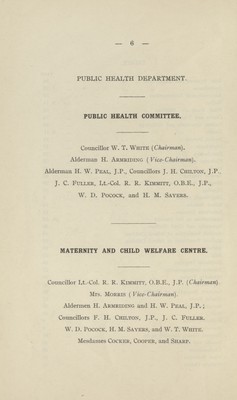 — 6 —
PUBLIC HEALTH DEPARTMENT.
PUBLIC HEALTH COMMITTEE.
Councillor W. T. WHITE (Chairman).
Alderman H. ARMRIDING (Vice-Chairman).
Alderman H. W. PEAL, J.P., Councillors J. H. CHILTON, J.P.,
J. C. FULLER, Lt.-Col. R. R. KIMMITT, O.B.E., J.P.,
W. D. POCOCK, and H. M. SAYERS.
MATERNITY AND CHILD WELFARE CENTRE.
Councillor Lt.-Col. R. R. KIMMITT, O.B.E., J.P. (Chairman)
Mrs. MORRIS (Vice-Chairman).
Aldermen H. ARMRIDING and H. W. PEAL, J.P.;
Councillors F. H. CHILTON, J.P., J. C. FULLER.
W. D. POCOCK, H. M. SAYERS, and W. T. WHITE.
Mesdames COCKER, COOPER, and SHARP.